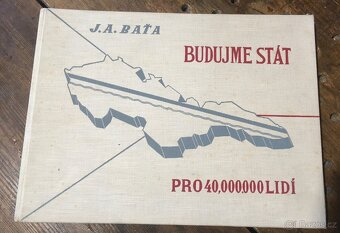 J.A.BAŤA
BUDUJME STÁT
PRO 40,000.000 LIDÍ